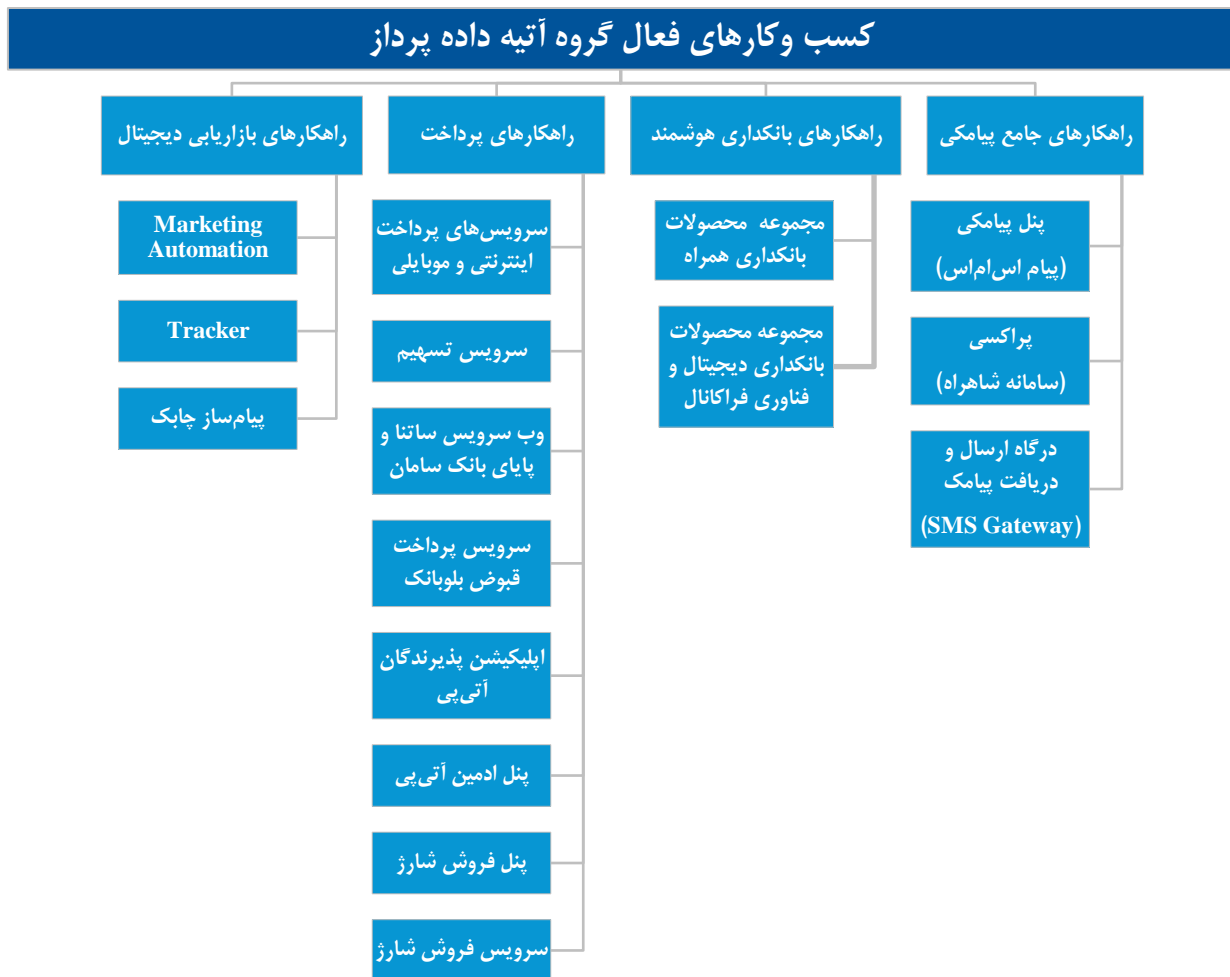 کسب وکارهای فعال گروه آتیه داده پرداز
راهکارهای جامع پیامکی
پنل پیامکی
(پیام اس‌ام‌اس)
پراکسی
(سامانه شاهراه)
درگاه ارسال و
دریافت پیامک
(SMS Gateway)
راهکارهای بانکداری هوشمند
مجموعه محصولات
بانکداری همراه
مجموعه محصولات
بانکداری دیجیتال و
فناوری فراکانال
راهکارهای پرداخت
سرویس‌های پرداخت
اینترنتی و موبایلی
سرویس تسهیم
وب سرویس ساتنا و
پایای بانک سامان
سرویس پرداخت
قبوض بلوبانک
اپلیکیشن پذیرندگان
آتی‌پی
پنل ادمین آتی‌پی
پنل فروش شارژ
سرویس فروش شارژ
راهکارهای بازاریابی دیجیتال
Marketing
Automation
Tracker
پیام‌ساز چابک